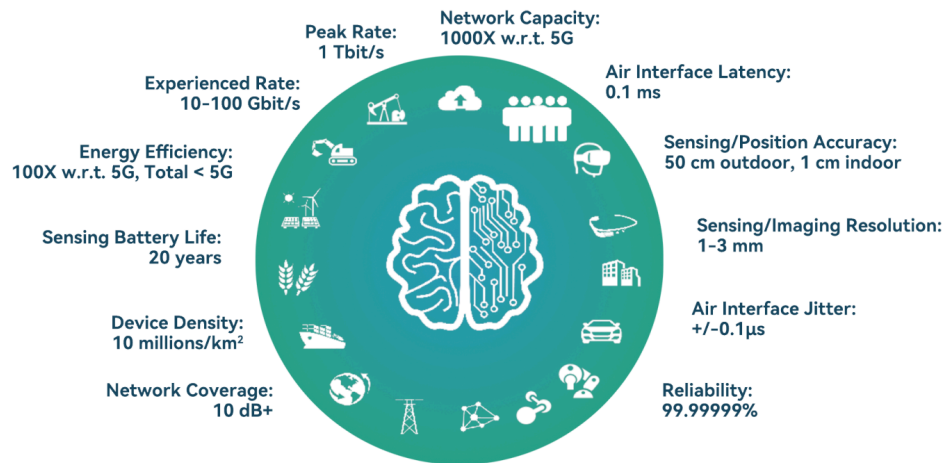 Network Capacity:
1000X w.r.t. 5G
Peak Rate:
1 Tbit/s
Air Interface Latency:
0.1 ms
Experienced Rate:
10-100 Gbit/s
Sensing/Position Accuracy:
50 cm outdoor, 1 cm indoor
Energy Efficiency:
100X w.r.t. 5G, Total < 5G
Sensing/Imaging Resolution:
1-3 mm
Sensing Battery Life:
20 years
Air Interface Jitter:
+/-0.1µs
Device Density:
10 millions/km²
Network Coverage:
10 dB+
Reliability:
99.99999%